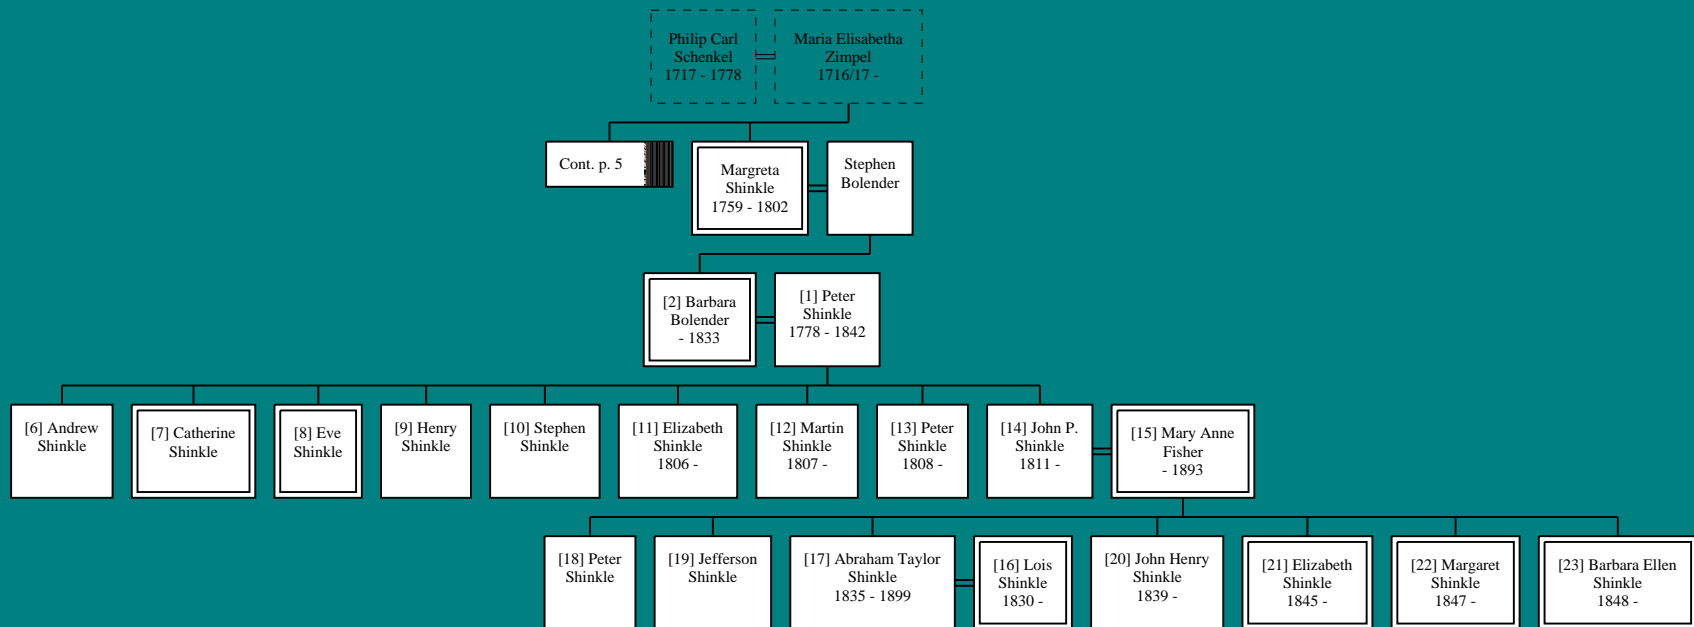 Philip Carl
Schenkel
1717 - 1778
Maria Elisabetha
Zimpel
1716/17 -
Cont. p. 5
Margreta
Shinkle
1759 - 1802
Stephen
Bolender
[2] Barbara
Bolender
- 1833
[1] Peter
Shinkle
1778 - 1842
[6] Andrew
Shinkle
[7] Catherine
Shinkle
[8] Eve
Shinkle
[9] Henry
Shinkle
[10] Stephen
Shinkle
[11] Elizabeth
Shinkle
1806 -
[12] Martin
Shinkle
1807 -
[13] Peter
Shinkle
1808 -
[14] John P.
Shinkle
1811 -
[15] Mary Anne
Fisher
- 1893
[18] Peter
Shinkle
[19] Jefferson
Shinkle
[17] Abraham Taylor
Shinkle
1835 - 1899
[16] Lois
Shinkle
1830 -
[20] John Henry
Shinkle
1839 -
[21] Elizabeth
Shinkle
1845 -
[22] Margaret
Shinkle
1847 -
[23] Barbara Ellen
Shinkle
1848 -